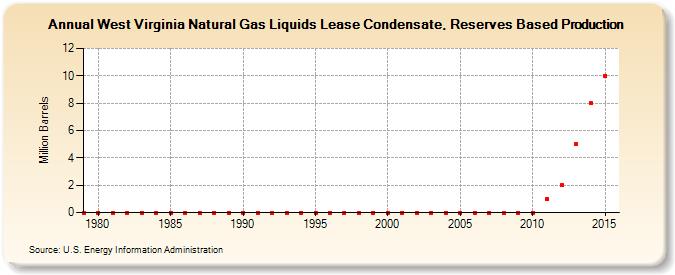 Annual West Virginia Natural Gas Liquids Lease Condensate, Reserves Based Production
Million Barrels
12
10
8
6
4
2
0
1980 1985 1990 1995 2000 2005 2010 2015
Source: U.S. Energy Information Administration